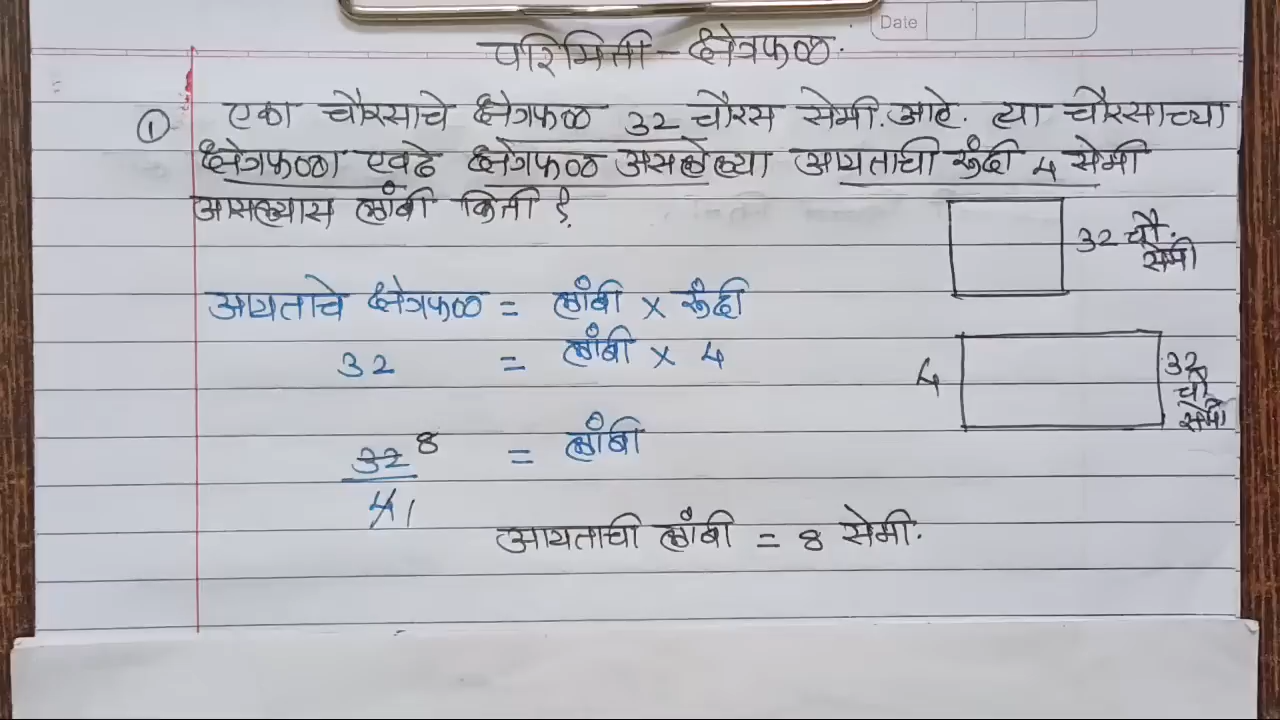 Date
परिमिती - क्षेत्रफळ.
① एका चौरसाचे क्षेत्रफळ 32 चौरस सेमी. आहे. त्या चौरसाच्या
क्षेत्रफळा एवढे क्षेत्रफळ असलेल्या आयताची रुंदी 4 सेमी
असल्यास लांबी किती ?
32 चौ.
सेमी
आयताचे क्षेत्रफळ = लांबी × रुंदी
32 = लांबी × 4
4
32
चौ
सेमी
32 8 = लांबी
4 1
आयताची लांबी = 8 सेमी.